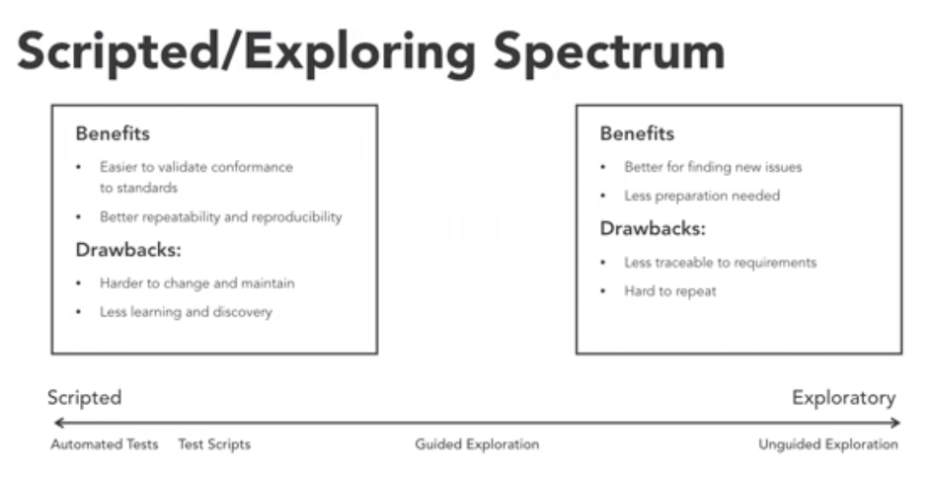 Scripted/Exploring Spectrum
Benefits
• Easier to validate conformance
to standards
• Better repeatability and reproducibility
Drawbacks:
• Harder to change and maintain
• Less learning and discovery
Benefits
• Better for finding new issues
• Less preparation needed
Drawbacks:
• Less traceable to requirements
• Hard to repeat
Scripted
Exploratory
Automated Tests
Test Scripts
Guided Exploration
Unguided Exploration